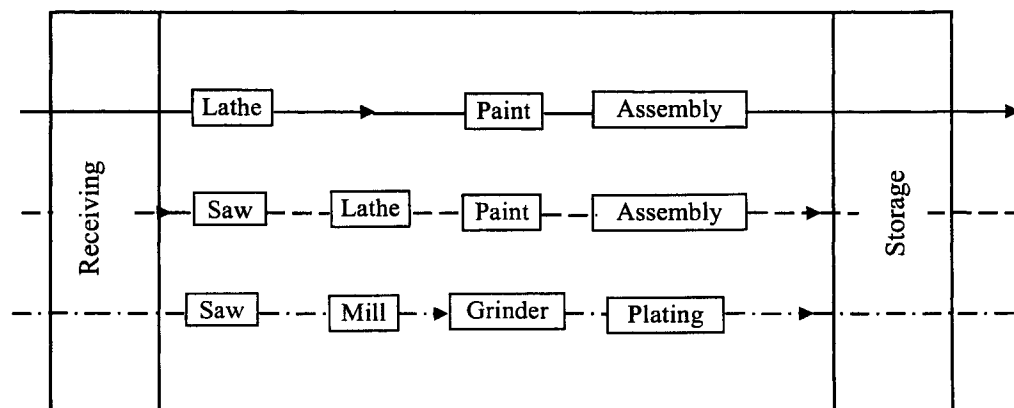 Receiving
Lathe Paint Assembly
Saw Lathe Paint Assembly
Saw Mill Grinder Plating
Storage